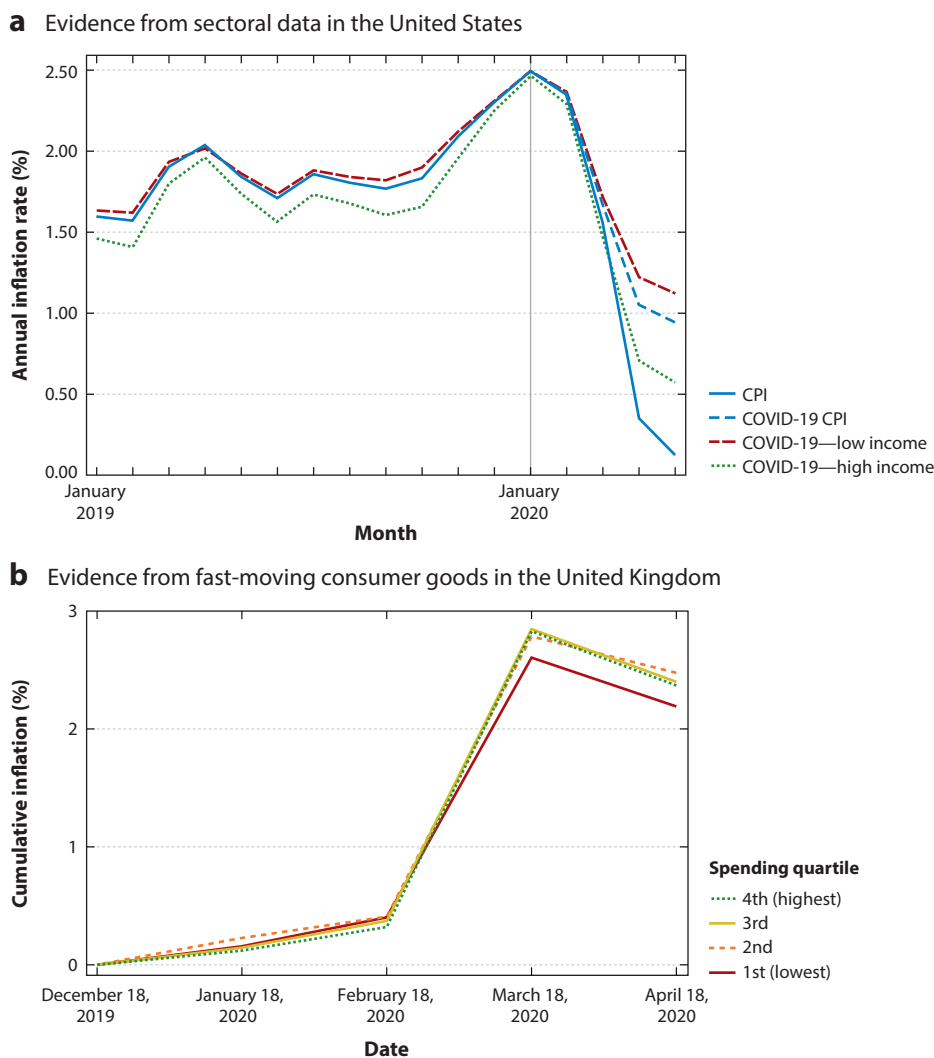 a Evidence from sectoral data in the United States
Annual inflation rate (%)
2.50
2.00
1.50
1.00
0.50
0.00
January
2019
January
2020
Month
CPI
COVID-19 CPI
COVID-19—low income
COVID-19—high income
b Evidence from fast-moving consumer goods in the United Kingdom
Cumulative inflation (%)
3
2
1
0
December 18,
2019
January 18,
2020
February 18,
2020
March 18,
2020
April 18,
2020
Date
Spending quartile
4th (highest)
3rd
2nd
1st (lowest)